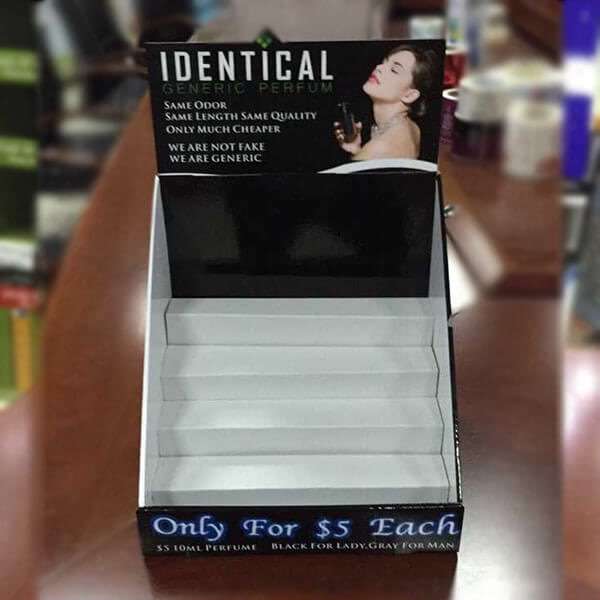 IDENTICAL
GENERIC PERFUM
SAME ODOR
SAME LENGTH SAME QUALITY
ONLY MUCH CHEAPER
WE ARE NOT FAKE
WE ARE GENERIC
Only For $5 Each
$5 10ML PERFUME BLACK FOR LADY.GRAY FOR MAN